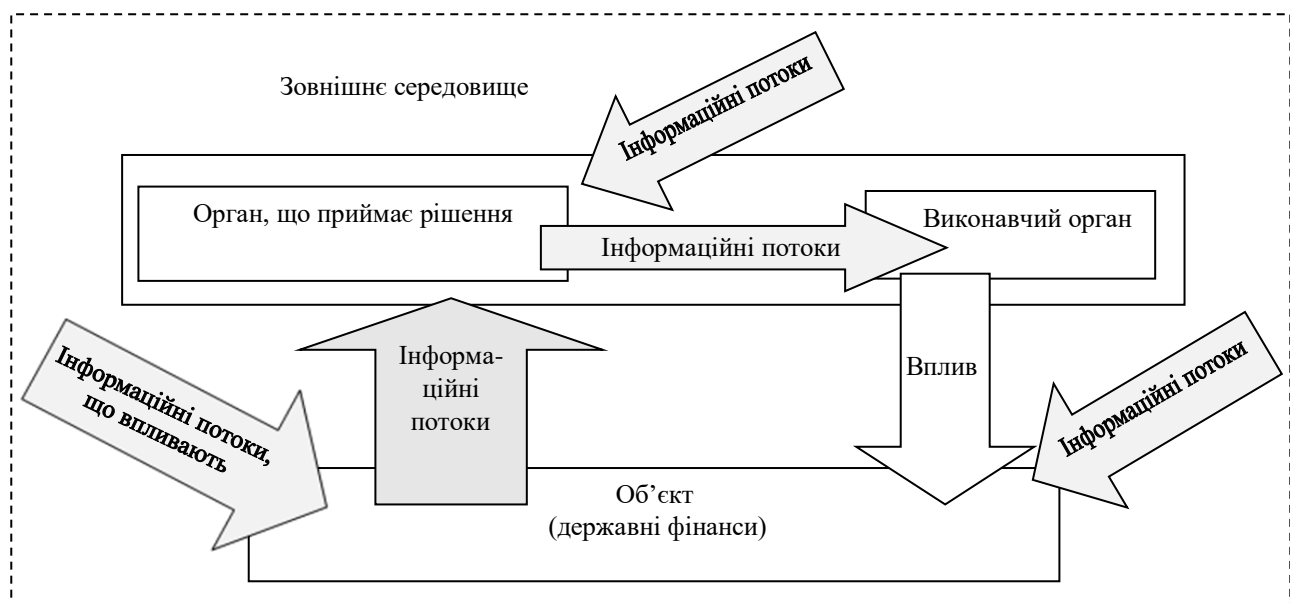 Зовнішнє середовище
Інформаційні потоки
Орган, що приймає рішення
Виконавчий орган
Інформаційні потоки
Інформаційні потоки,
що впливають
Інформа-
ційні
потоки
Вплив
Інформаційні потоки
Об’єкт
(державні фінанси)